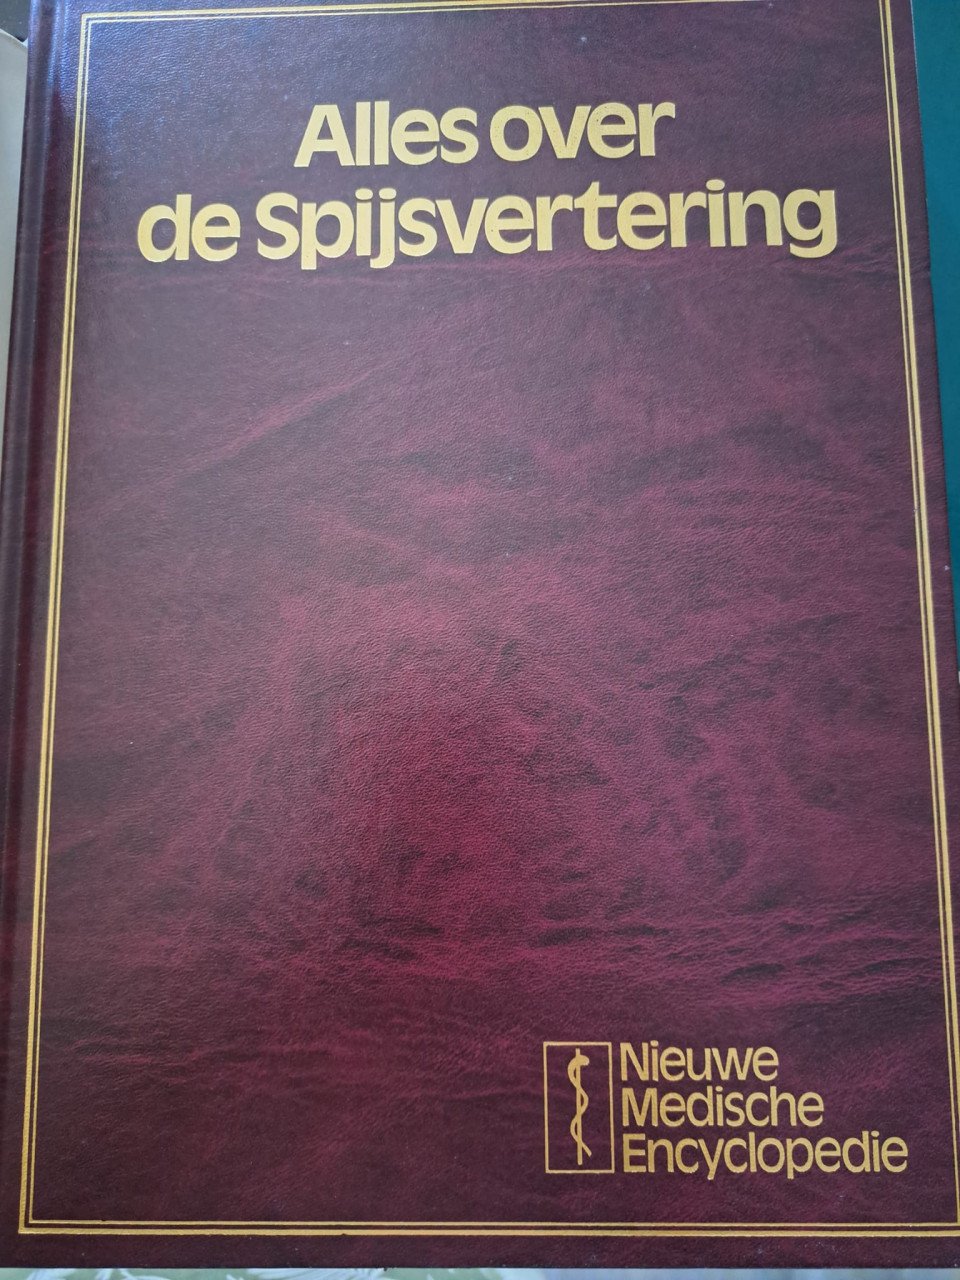 Alles over
de Spijsvertering
Nieuwe
Medische
Encyclopedie